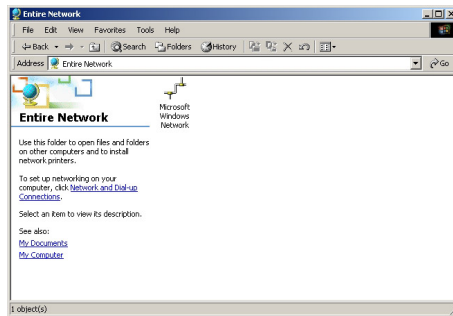 Entire Network
File Edit View Favorites Tools Help
Back Search Folders History
Address Entire Network Go
Entire Network
Use this folder to open files and folders
on other computers and to install
network printers.
To set up networking on your
computer, click Network and Dial-up
Connections.
Select an item to view its description.
See also:
My Documents
My Computer
Microsoft
Windows
Network
1 object(s)